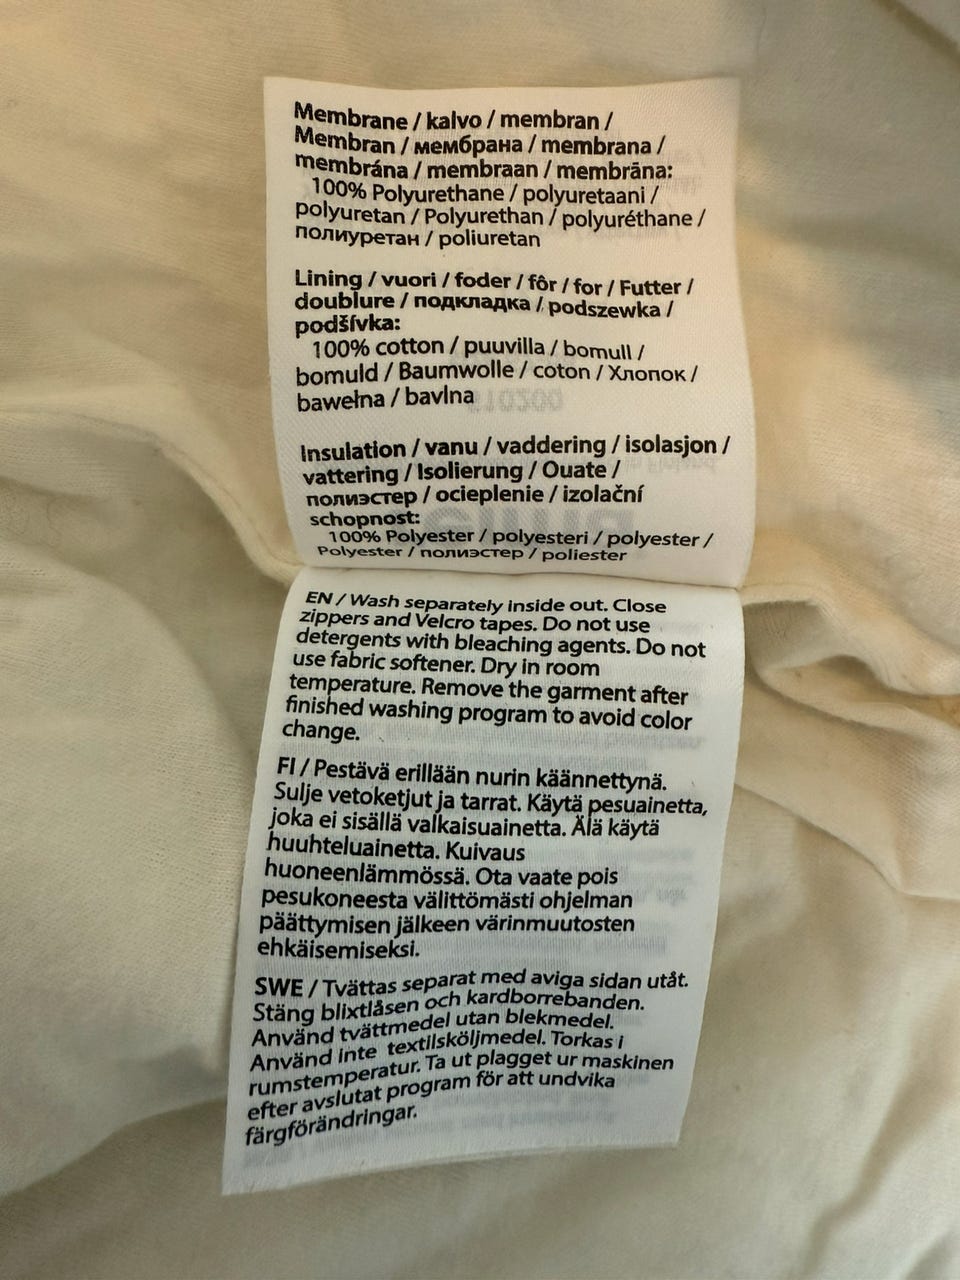 Membrane / kalvo / membran /
Membran / мембрана / membrana /
membrána / membraan / membrāna:
100% Polyurethane / polyuretaani /
polyuretan / Polyurethan / polyuréthane /
полиуретан / poliuretan
Lining / vuori / foder / fôr / for / Futter /
doublure / подкладка / podszewka /
podšívka:
100% cotton / puuvilla / bomull /
bomuld / Baumwolle / coton / Хлопок /
bawełna / bavlna
Insulation / vanu / vaddering / isolasjon /
vattering / Isolierung / Ouate /
полиэстер / ocieplenie / izolační
schopnost:
100% Polyester / polyesteri / polyester /
Polyester / полиэстер / poliester
EN / Wash separately inside out. Close
zippers and Velcro tapes. Do not use
detergents with bleaching agents. Do not
use fabric softener. Dry in room
temperature. Remove the garment after
finished washing program to avoid color
change.
FI / Pestävä erillään nurin käännettynä.
Sulje vetoketjut ja tarrat. Käytä pesuainetta,
joka ei sisällä valkaisuainetta. Älä käytä
huuhteluainetta. Kuivaus
huoneenlämmössä. Ota vaate pois
pesukoneesta välittömästi ohjelman
päättymisen jälkeen värinmuutosten
ehkäisemiseksi.
SWE / Tvättas separat med aviga sidan utåt.
Stäng blixtlåsen och kardborrebanden.
Använd tvättmedel utan blekmedel.
Använd inte textilsköljmedel. Torkas i
rumstemperatur. Ta ut plagget ur maskinen
efter avslutat program för att undvika
färgförändringar.